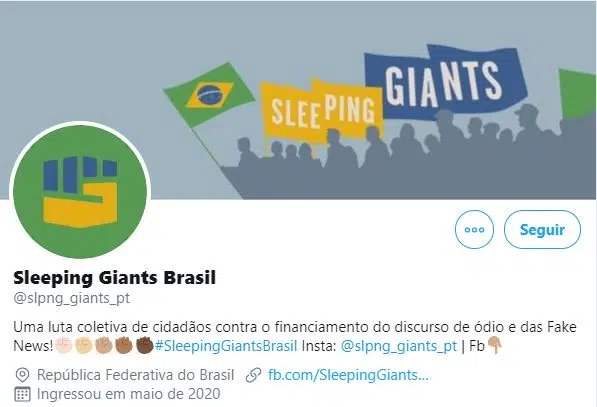 SLEEPING
GIANTS
Seguir
Sleeping Giants Brasil
@slpng_giants_pt
Uma luta coletiva de cidadãos contra o financiamento do discurso de ódio e das Fake
News!✊🏻✊🏼✊🏽✊🏾✊🏿#SleepingGiantsBrasil Insta: @slpng_giants_pt | Fb👇🏼
República Federativa do Brasil fb.com/SleepingGiants...
Ingressou em maio de 2020